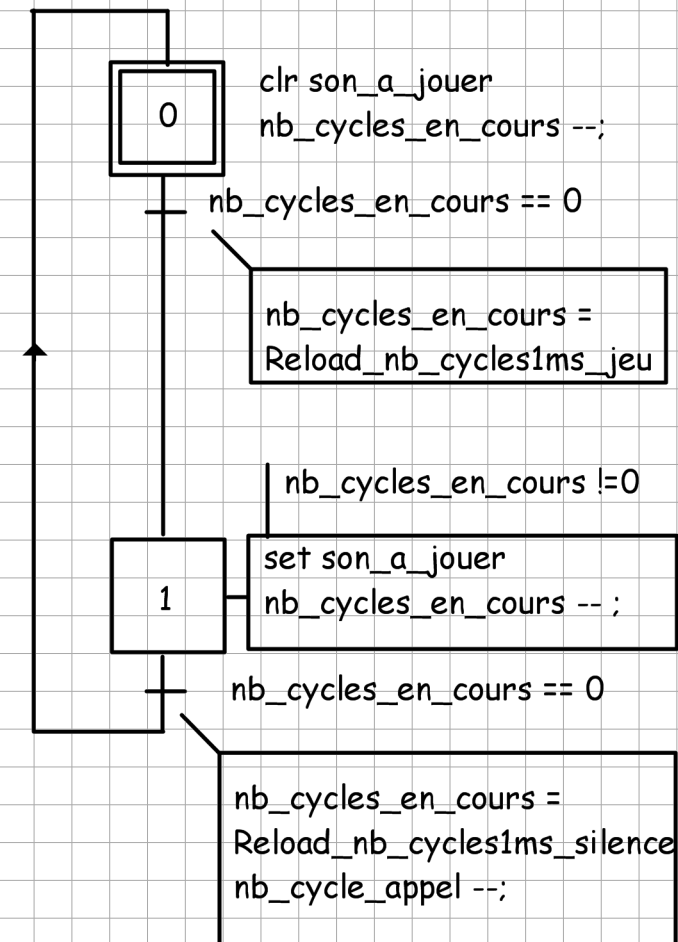 0
clr son_a_jouer
nb_cycles_en_cours --;
nb_cycles_en_cours == 0
nb_cycles_en_cours =
Reload_nb_cycles1ms_jeu
nb_cycles_en_cours !=0
1
set son_a_jouer
nb_cycles_en_cours -- ;
nb_cycles_en_cours == 0
nb_cycles_en_cours =
Reload_nb_cycles1ms_silence
nb_cycle_appel --;